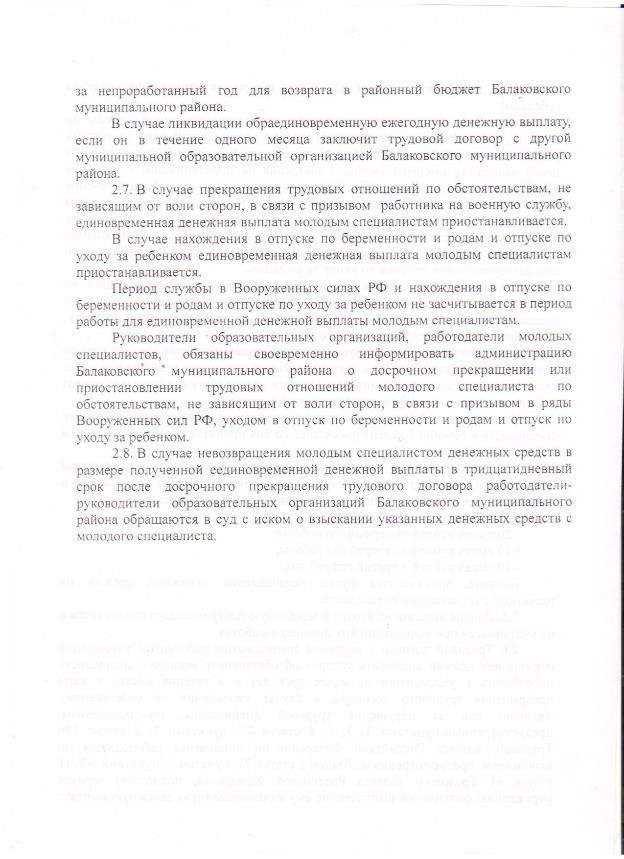 за непроработанный год для возврата в районный бюджет Балаковского
муниципального района.
В случае ликвидации обраединовременную ежегодную денежную выплату,
если он в течение одного месяца заключит трудовой договор с другой
муниципальной образовательной организацией Балаковского муниципального
района.
2.7. В случае прекращения трудовых отношений по обстоятельствам, не
зависящим от воли сторон, в связи с призывом работника на военную службу,
единовременная денежная выплата молодым специалистам приостанавливается.
В случае нахождения в отпуске по беременности и родам и отпуске по
уходу за ребенком единовременная денежная выплата молодым специалистам
приостанавливается.
Период службы в Вооруженных силах РФ и нахождения в отпуске по
беременности и родам и отпуске по уходу за ребенком не засчитывается в период
работы для единовременной денежной выплаты молодым специалистам.
Руководители образовательных организаций, работодатели молодых
специалистов, обязаны своевременно информировать администрацию
Балаковского муниципального района о досрочном прекращении или
приостановлении трудовых отношений молодого специалиста по
обстоятельствам, не зависящим от воли сторон, в связи с призывом в ряды
Вооруженных сил РФ, уходом в отпуск по беременности и родам и отпуск по
уходу за ребенком.
2.8. В случае невозвращения молодым специалистом денежных средств в
размере полученной еединовременной денежной выплаты в тридцатидневный
срок после досрочного прекращения трудового договора работодатели-
руководители образовательных организаций Балаковского муниципального
района обращаются в суд с иском о взыскании указанных денежных средств с
молодого специалиста.